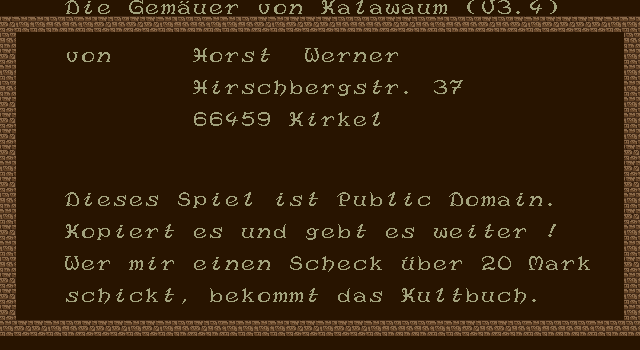 Die Gemäuer von Kalawaum (V3.4)
von Horst Werner
Hirschbergstr. 37
66459 Kirkel
Dieses Spiel ist Public Domain.
Kopiert es und gebt es weiter !
Wer mir einen Scheck über 20 Mark
schickt, bekommt das Kultbuch.